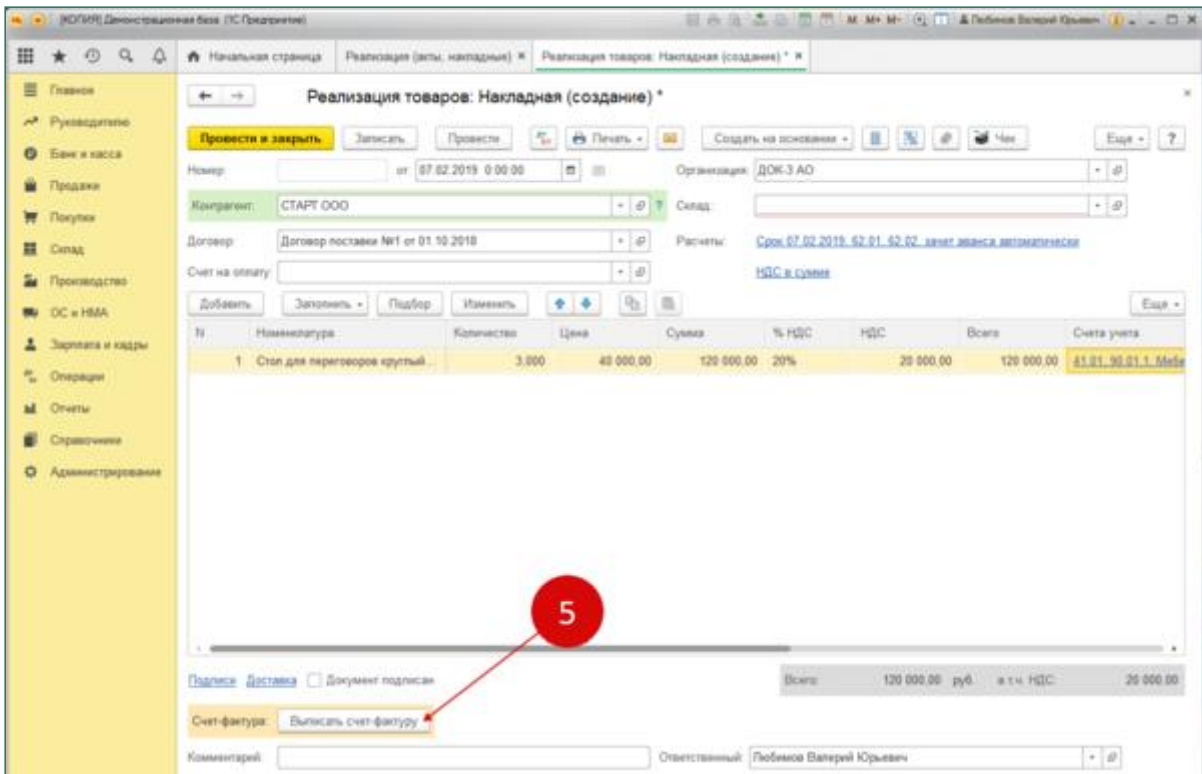 [КОПИЯ] Демонстрационная база (1С:Предприятие)
M M+ M- Любимов Валерий Юрьевич
Начальная страница Реализация (акты, накладные) × Реализация товаров: Накладная (создание) * ×
Главное
Руководителю
Банк и касса
Продажи
Покупки
Склад
Производство
ОС и НМА
Зарплата и кадры
Операции
Отчеты
Справочники
Администрирование
Реализация товаров: Накладная (создание) *
Провести и закрыть Записать Провести Печать Создать на основании Чек Еще ?
Номер: от 07.02.2019 0:00:00 Организация: ДОК-3 АО
Контрагент: СТАРТ ООО ? Склад:
Договор: Договор поставки №1 от 01.10.2018 Расчеты: Срок 07.02.2019, 62.01, 62.02, зачет аванса автоматически
Счет на оплату: НДС в сумме
Добавить Заполнить Подбор Изменить Еще
N Номенклатура Количество Цена Сумма % НДС НДС Всего Счета учета
1 Стол для переговоров круглый... 3,000 40 000,00 120 000,00 20% 20 000,00 120 000,00 41.01, 90.01.1, Мебе
5
Подписи Доставка Документ подписан Всего: 120 000,00 руб. в т.ч. НДС: 20 000,00
Счет-фактура: Выписать счет-фактуру
Комментарий: Ответственный: Любимов Валерий Юрьевич